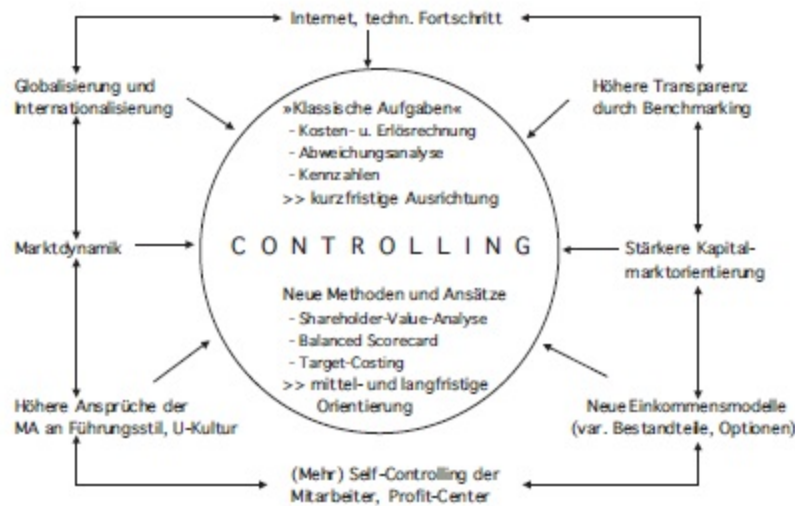 Internet, techn. Fortschritt
Globalisierung und
Internationalisierung
Höhere Transparenz
durch Benchmarking
»Klassische Aufgaben«
- Kosten- u. Erlösrechnung
- Abweichungsanalyse
- Kennzahlen
>> kurzfristige Ausrichtung
Marktdynamik
CONTROLLING
Stärkere Kapital-
marktorientierung
Neue Methoden und Ansätze
- Shareholder-Value-Analyse
- Balanced Scorecard
- Target-Costing
>> mittel- und langfristige
Orientierung
Höhere Ansprüche der
MA an Führungsstil, U-Kultur
Neue Einkommensmodelle
(var. Bestandteile, Optionen)
(Mehr) Self-Controlling der
Mitarbeiter, Profit-Center